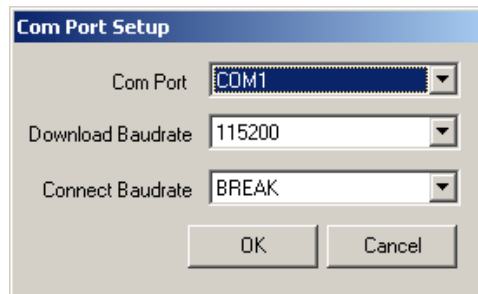 Com Port Setup
Com Port COM1
Download Baudrate 115200
Connect Baudrate BREAK
OK Cancel